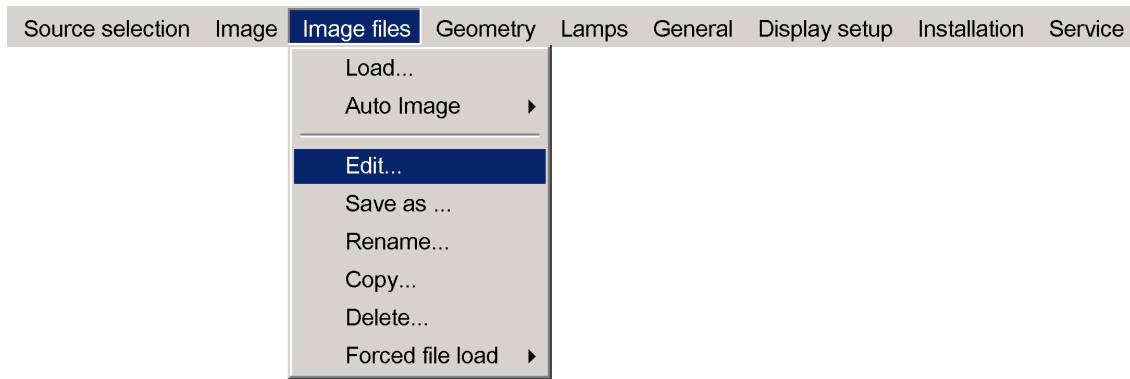 Source selection Image Image files Geometry Lamps General Display setup Installation Service
Load...
Auto Image
Edit...
Save as ...
Rename...
Copy...
Delete...
Forced file load